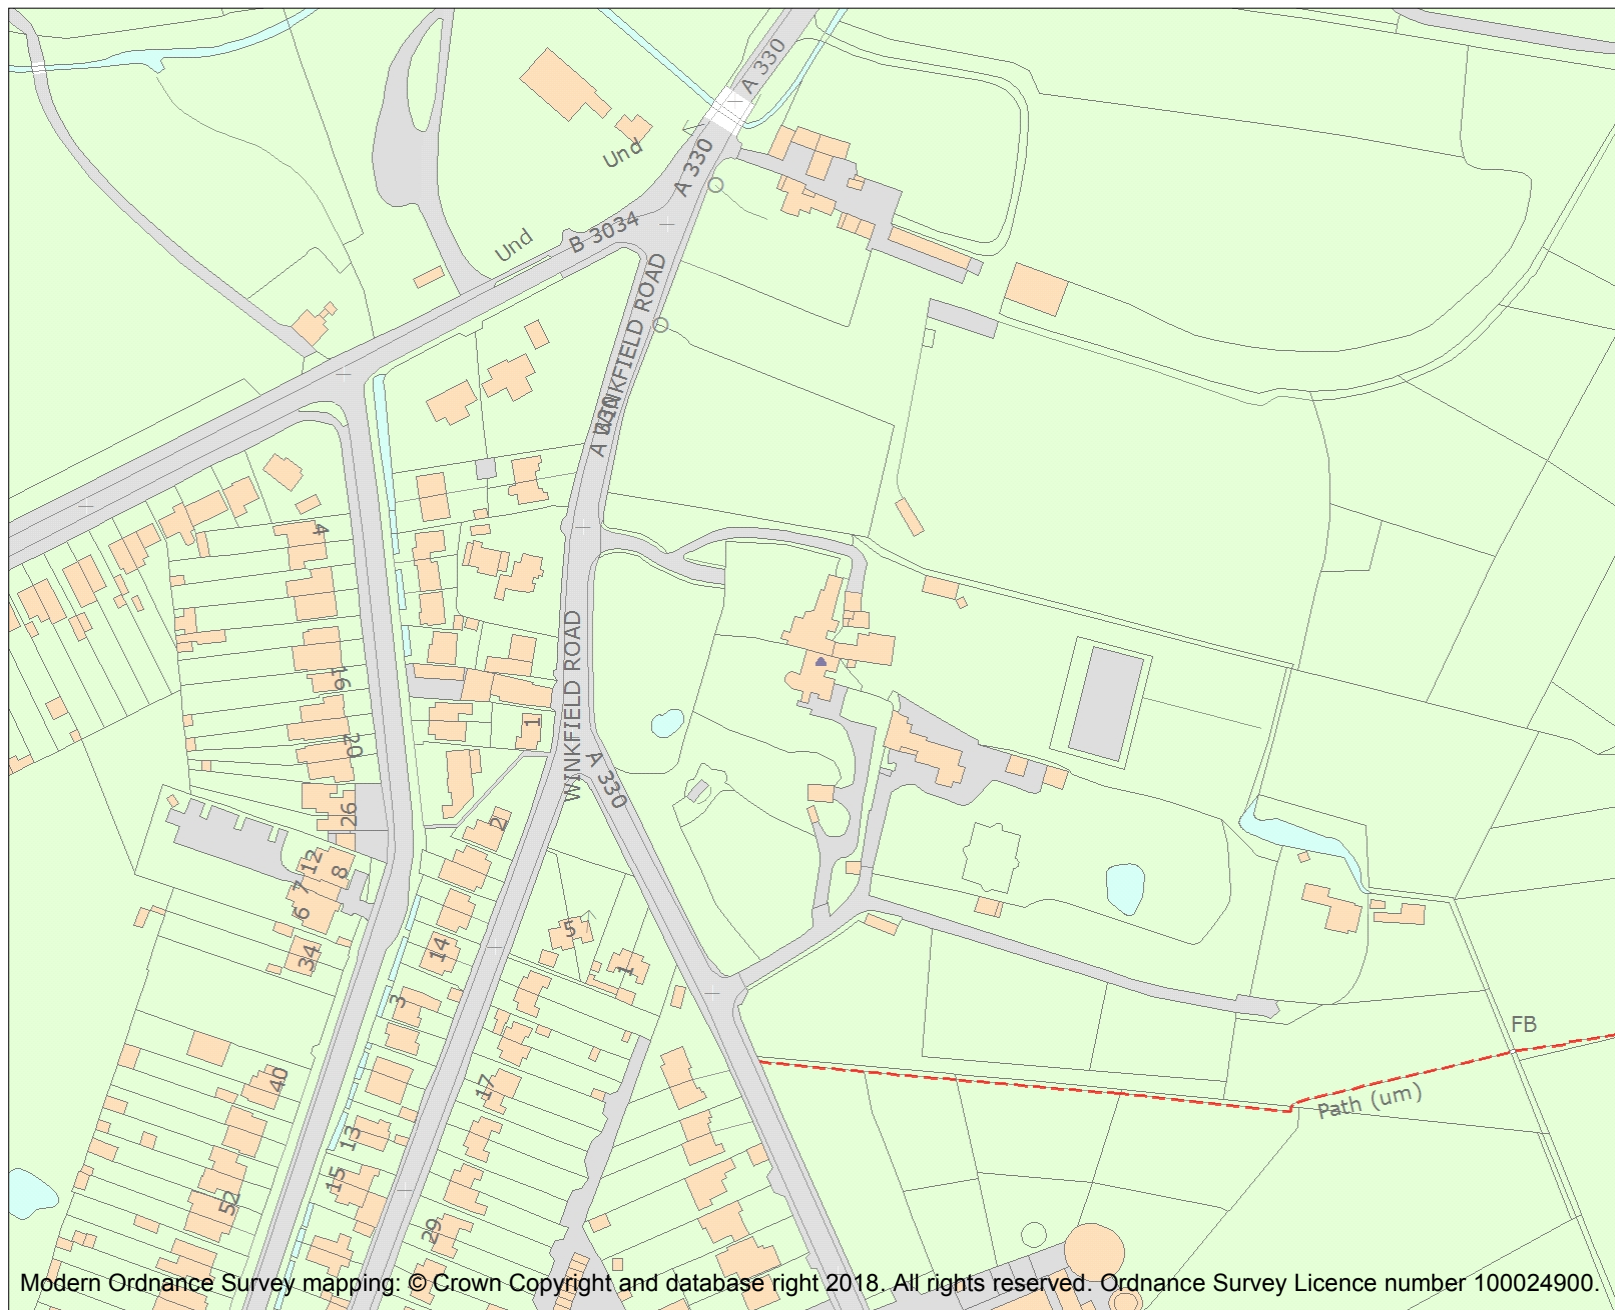 A 330
Und
A 330
B 3034
Und
WINKFIELD ROAD
A 330
4
16
WINKFIELD ROAD
1
20
A 330
26
2
12
8
7
6
5
34
14
1
3
FB
40
17
Path (um)
13
15
52
29
Modern Ordnance Survey mapping: © Crown Copyright and database right 2018. All rights reserved. Ordnance Survey Licence number 100024900.